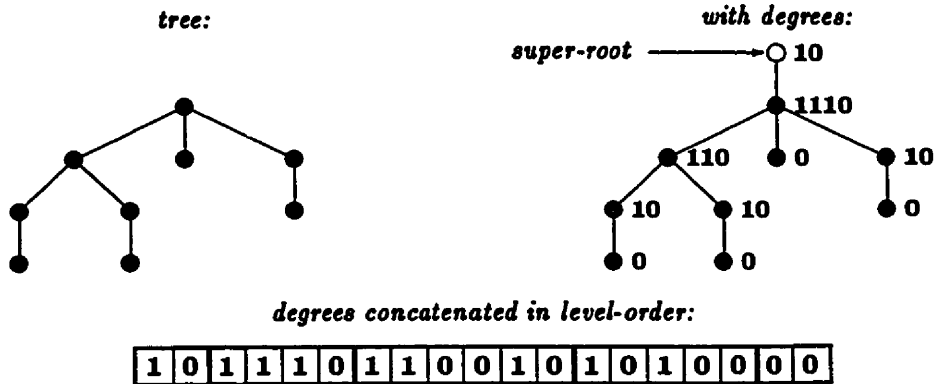 tree:
with degrees:
super-root 10
1110
110 0 10
10 10 0
0 0
degrees concatenated in level-order:
1 0 1 1 1 0 1 1 0 0 1 0 1 0 1 0 0 0 0